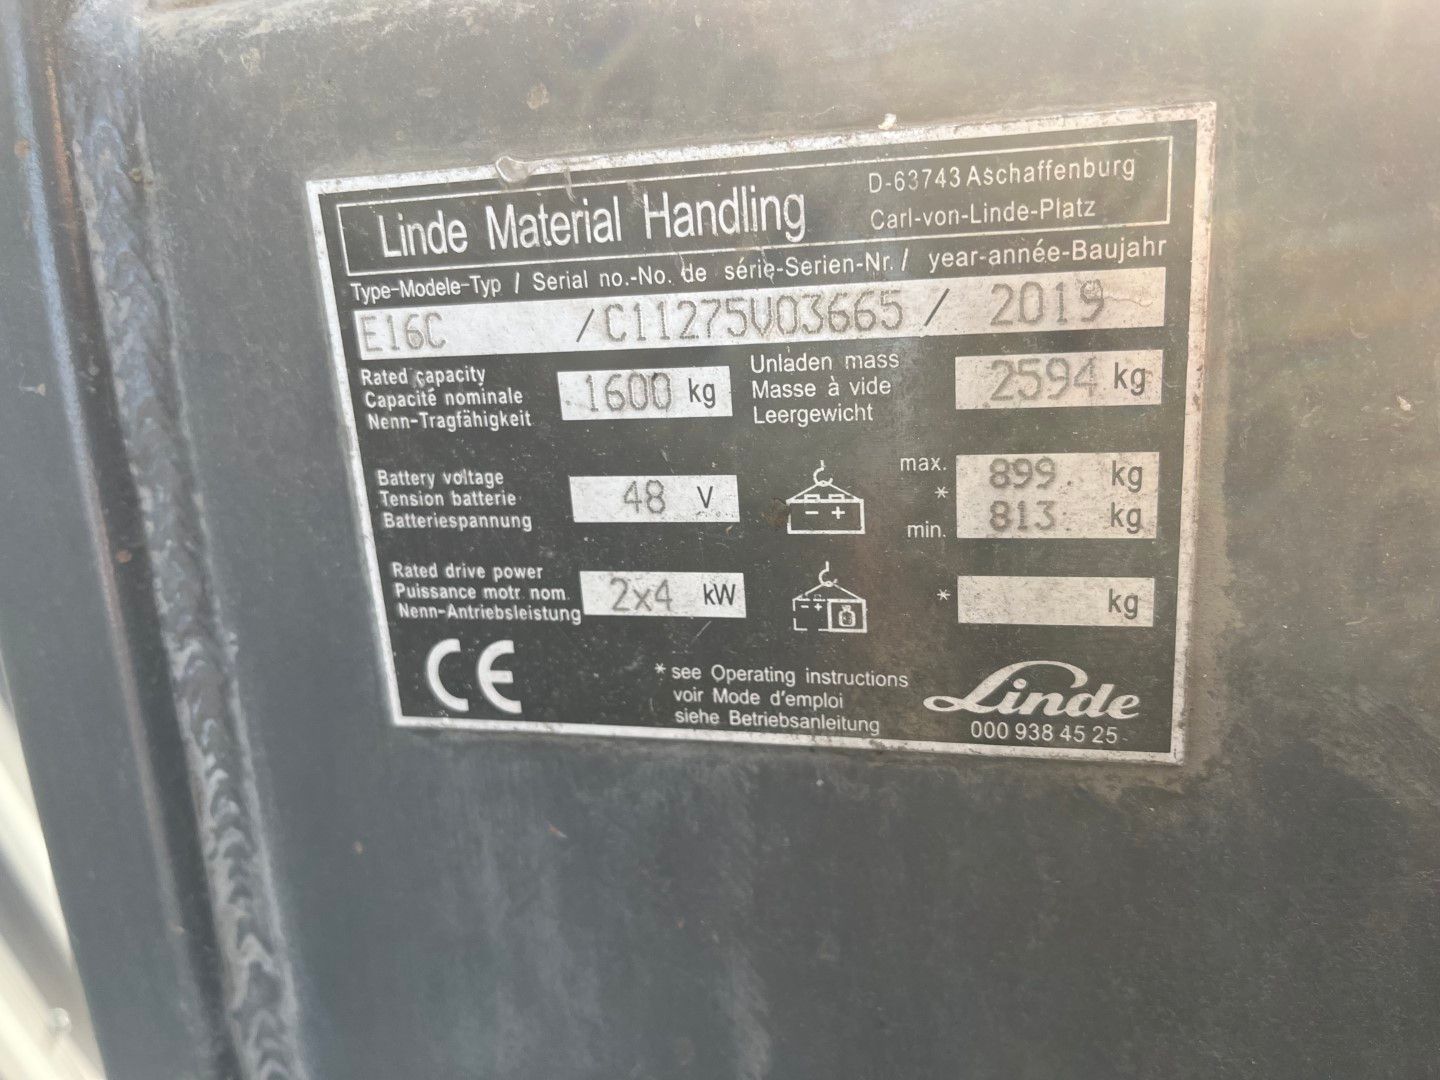 Linde Material Handling
D-63743 Aschaffenburg
Carl-von-Linde-Platz
Type-Modele-Typ / Serial no.-No. de série-Serien-Nr. / year-année-Baujahr
E16C /C11275V03665 / 2019
Rated capacity
Capacité nominale
Nenn-Tragfähigkeit
1600 kg
Unladen mass
Masse à vide
Leergewicht
2594 kg
Battery voltage
Tension batterie
Batteriespannung
48 V
- +
max. 899 kg
*
min. 813 kg
Rated drive power
Puissance motr. nom.
Nenn-Antriebsleistung
2x4 kW
- +
* kg
CE
* see Operating instructions
voir Mode d'emploi
siehe Betriebsanleitung
Linde
000 938 45 25